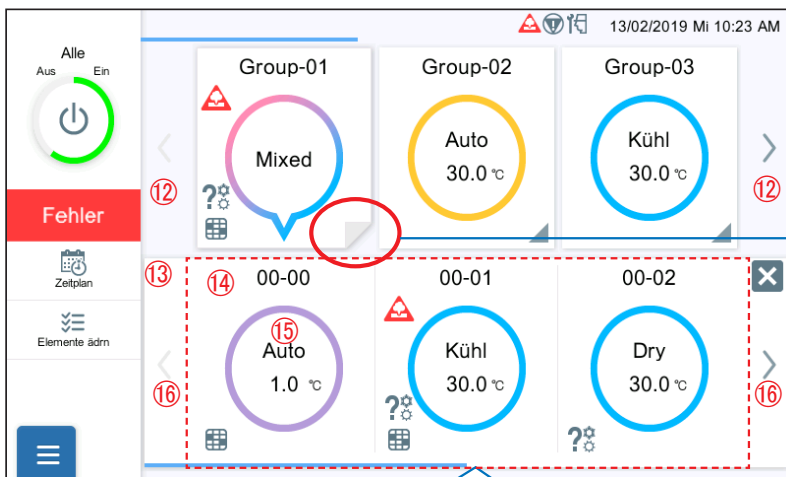 13/02/2019 Mi 10:23 AM
Alle
Aus Ein
Fehler
Zeitplan
Elemente ädrn
Group-01
Mixed
Group-02
Auto
30.0 ℃
Group-03
Kühl
30.0 ℃
⑫
⑫
⑬
⑭
00-00
⑮
Auto
1.0 ℃
00-01
Kühl
30.0 ℃
00-02
Dry
30.0 ℃
⑯
⑯